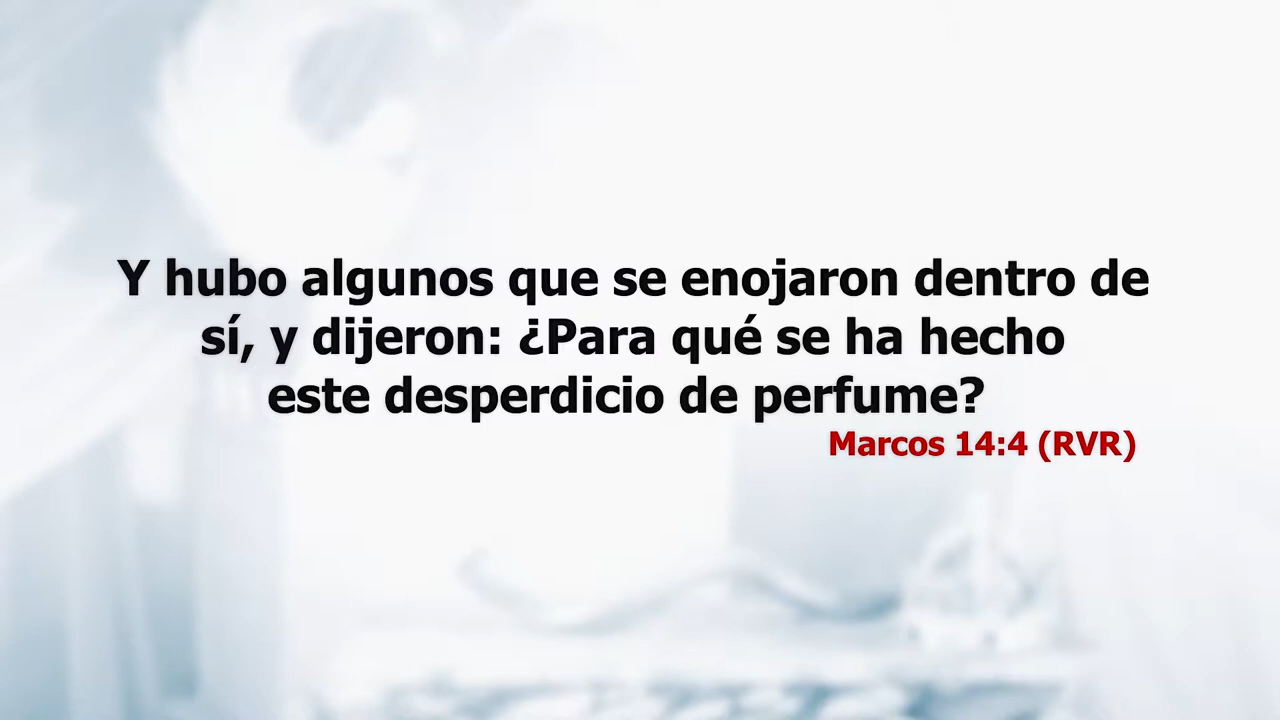 Y hubo algunos que se enojaron dentro de
sí, y dijeron: ¿Para qué se ha hecho
este desperdicio de perfume?
Marcos 14:4 (RVR)